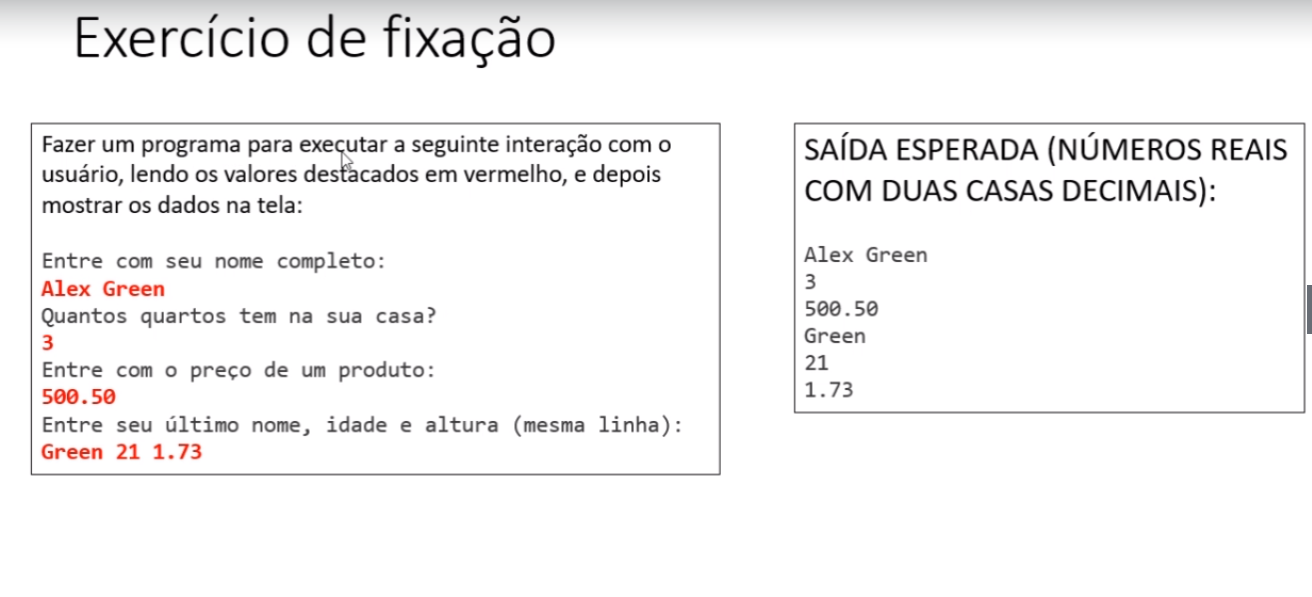 Exercício de fixação
Fazer um programa para executar a seguinte interação com o
usuário, lendo os valores destacados em vermelho, e depois
mostrar os dados na tela:
Entre com seu nome completo:
Alex Green
Quantos quartos tem na sua casa?
3
Entre com o preço de um produto:
500.50
Entre seu último nome, idade e altura (mesma linha):
Green 21 1.73
SAÍDA ESPERADA (NÚMEROS REAIS
COM DUAS CASAS DECIMAIS):
Alex Green
3
500.50
Green
21
1.73